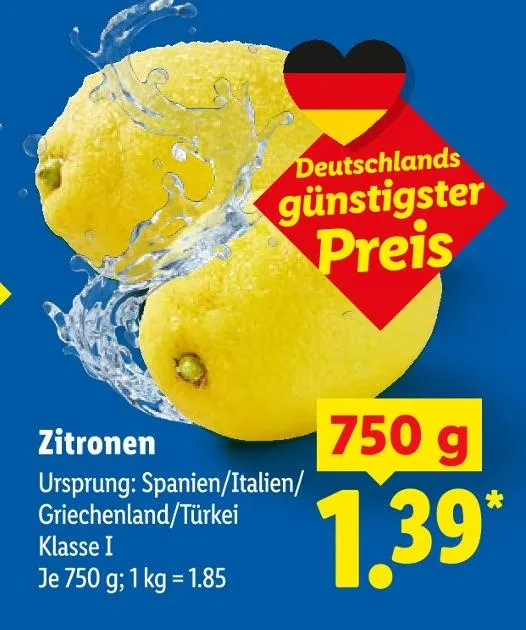 Deutschlands
günstigster
Preis
Zitronen
Ursprung: Spanien/Italien/
Griechenland/Türkei
Klasse I
Je 750 g; 1 kg = 1.85
750 g
1.39*